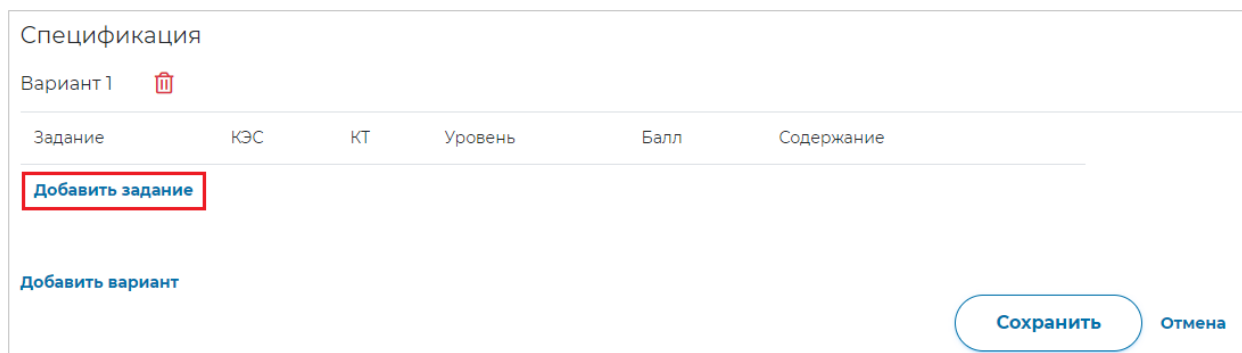 Спецификация
Вариант 1
Задание КЭС КТ Уровень Балл Содержание
Добавить задание
Добавить вариант
Сохранить Отмена